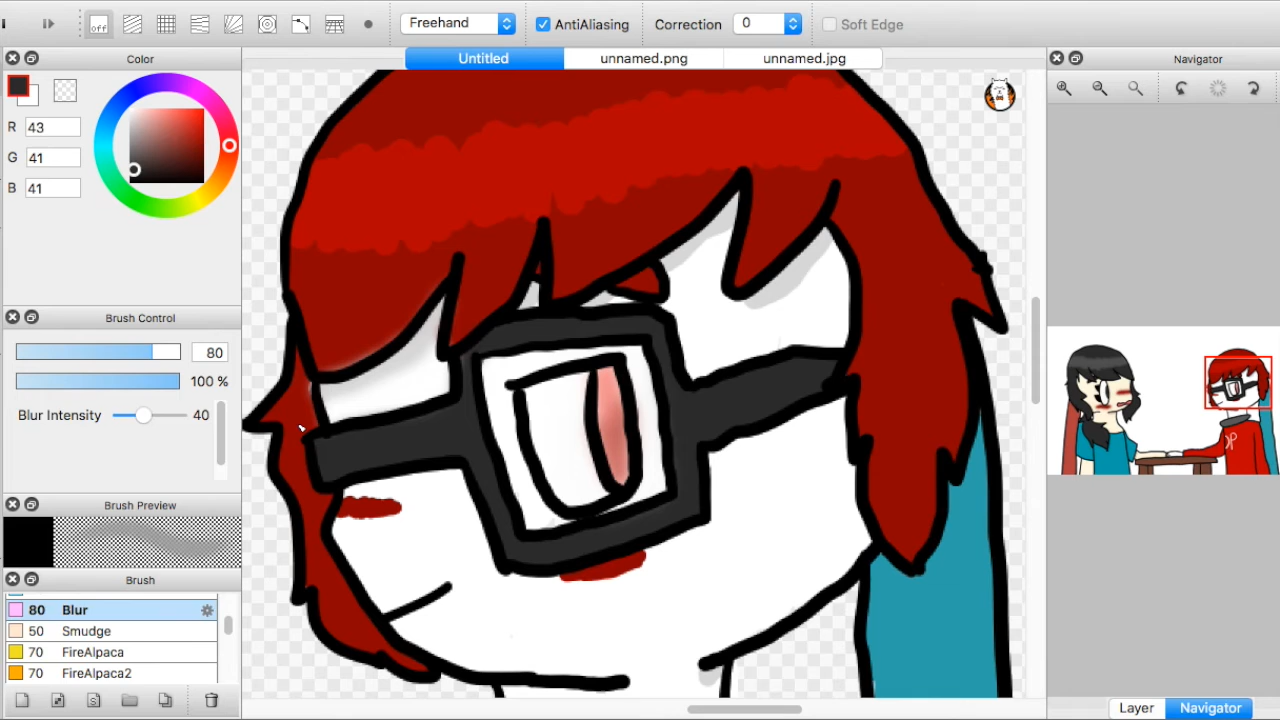 off Freehand AntiAliasing Correction 0 Soft Edge
Color Untitled unnamed.png unnamed.jpg Navigator
R 43
G 41
B 41
Brush Control
80
100 %
Blur Intensity 40
Brush Preview
Brush
80 Blur
50 Smudge
70 FireAlpaca
70 FireAlpaca2
Layer Navigator